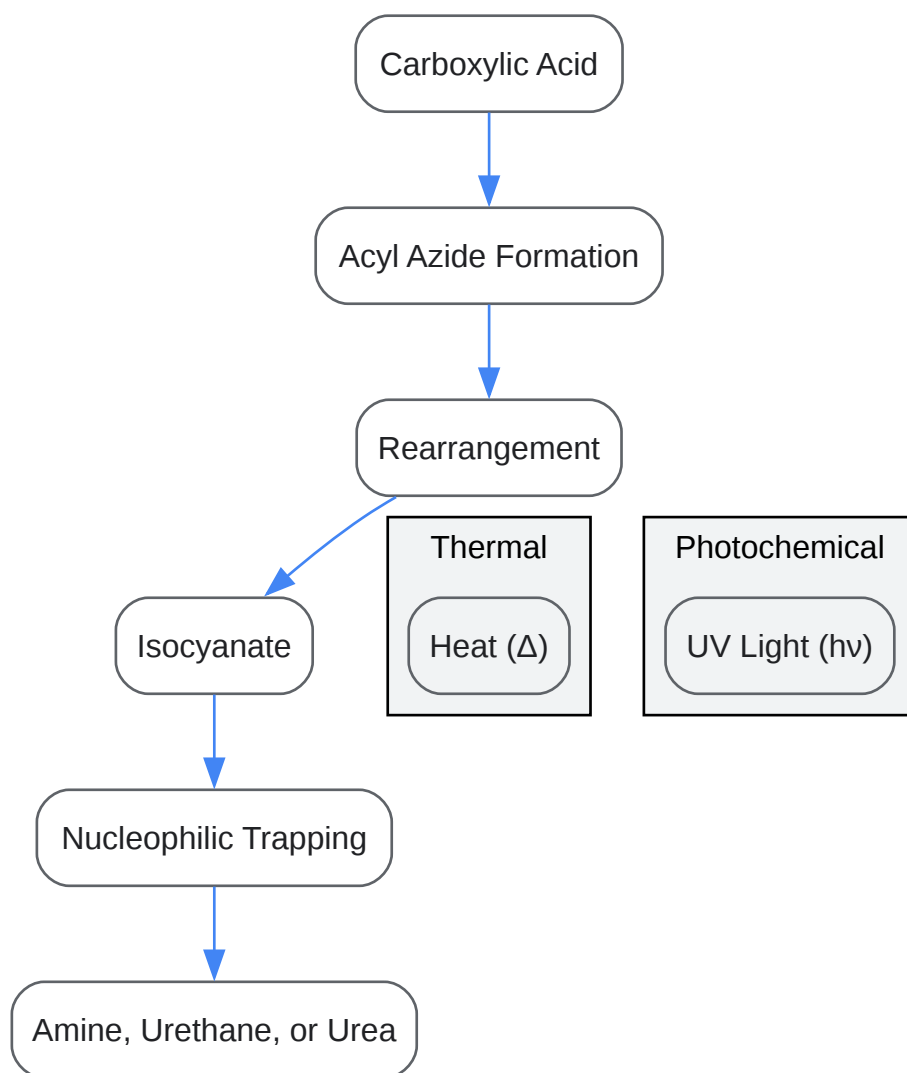 Carboxylic Acid
Acyl Azide Formation
Rearrangement
Thermal
Photochemical
Isocyanate
Heat (Δ)
UV Light (hν)
Nucleophilic Trapping
Amine, Urethane, or Urea